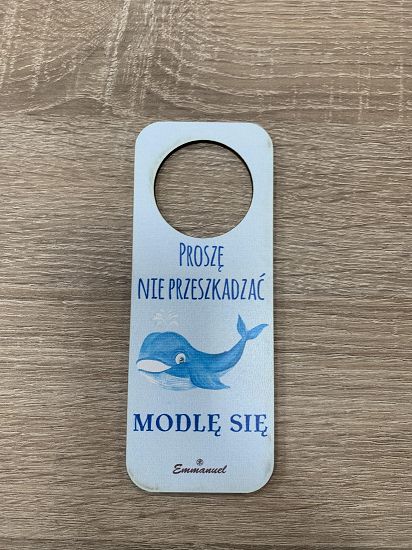 PROSZĘ
NIE PRZESZKADZAĆ
MODLĘ SIĘ
Emmanuel